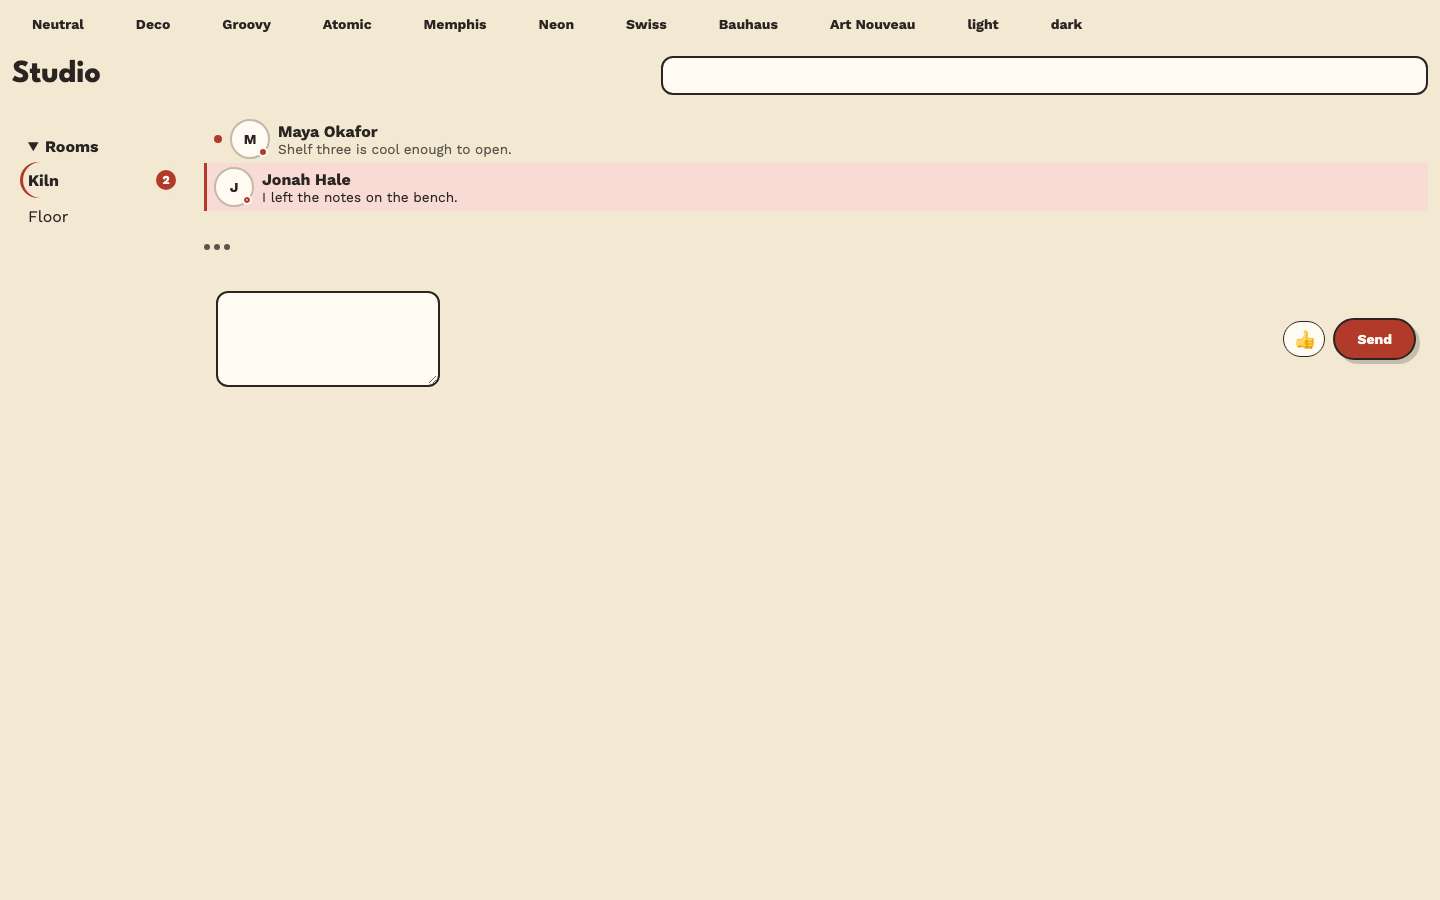 Neutral Deco Groovy Atomic Memphis Neon Swiss Bauhaus Art Nouveau light dark
Studio
▼ Rooms
Kiln 2
Floor
M Maya Okafor
Shelf three is cool enough to open.
J Jonah Hale
I left the notes on the bench.
👍 Send